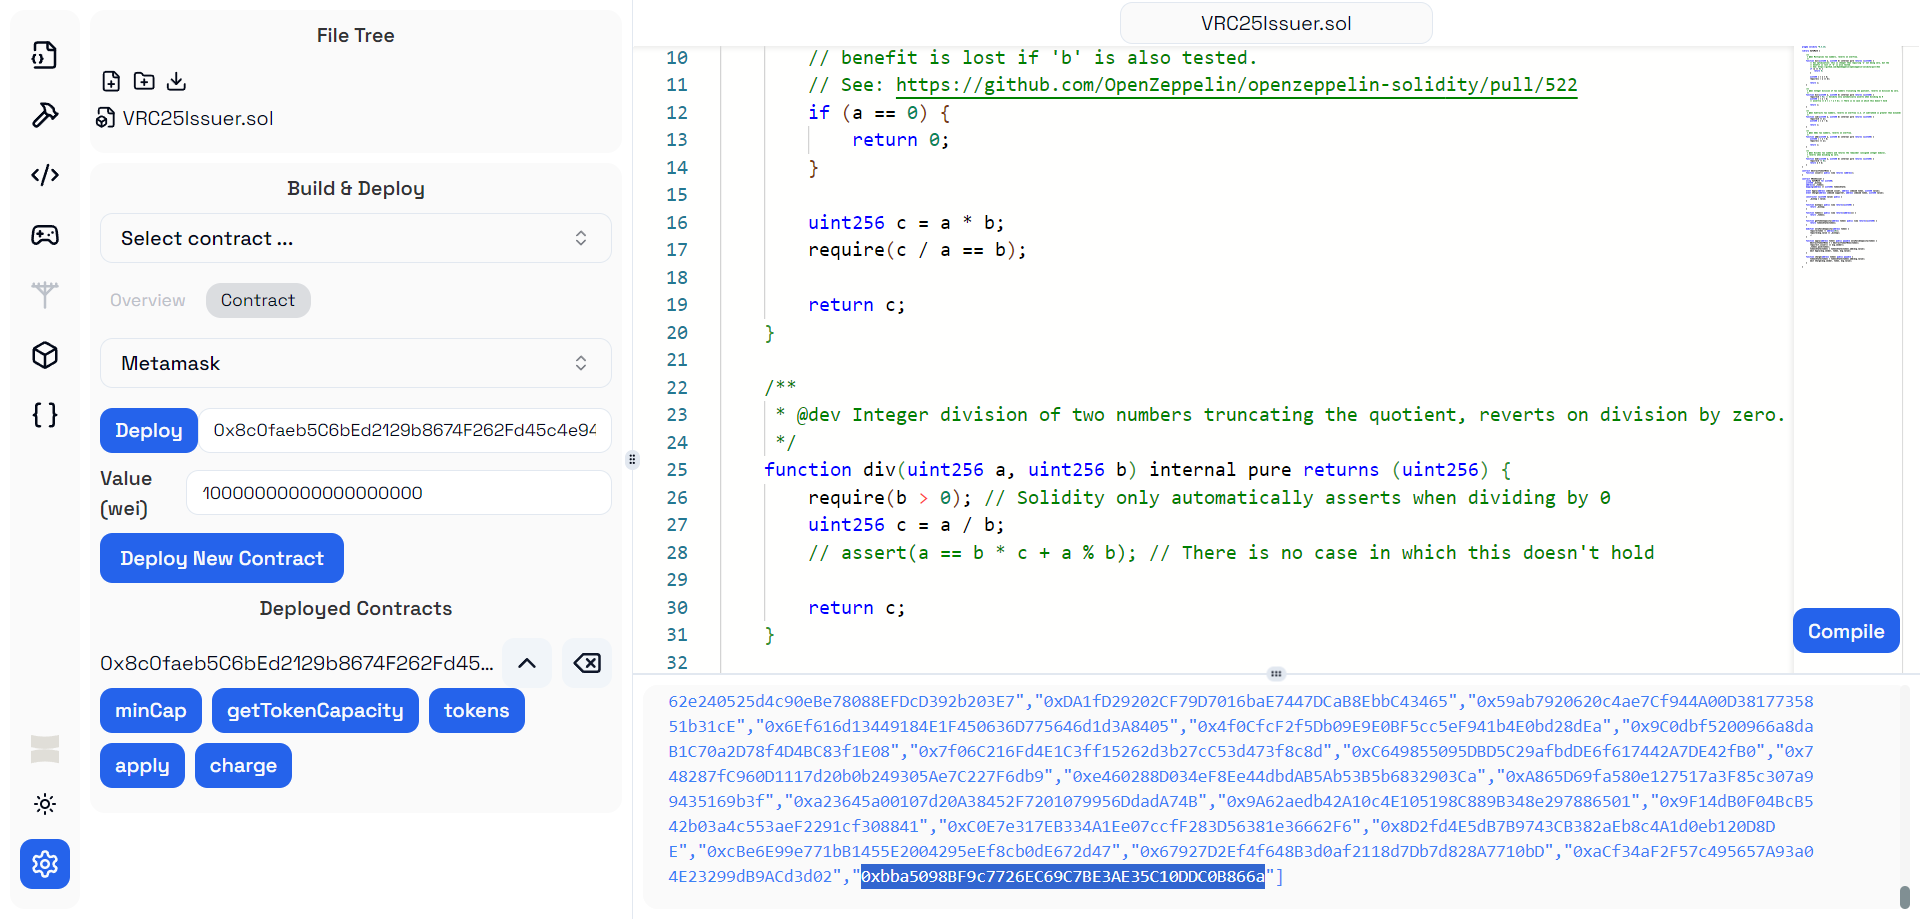 File Tree
VRC25Issuer.sol
Build & Deploy
Select contract ...
Overview
Contract
Metamask
Deploy
0x8c0faeb5C6bEd2129b8674F262Fd45c4e94
Value
(wei)
10000000000000000000
Deploy New Contract
Deployed Contracts
0x8c0faeb5C6bEd2129b8674F262Fd45...
minCap
getTokenCapacity
tokens
apply
charge
VRC25Issuer.sol
10 // benefit is lost if 'b' is also tested.
11 // See: https://github.com/OpenZeppelin/openzeppelin-solidity/pull/522
12 if (a == 0) {
13 return 0;
14 }
15
16 uint256 c = a * b;
17 require(c / a == b);
18
19 return c;
20 }
21
22 /**
23 * @dev Integer division of two numbers truncating the quotient, reverts on division by zero.
24 */
25 function div(uint256 a, uint256 b) internal pure returns (uint256) {
26 require(b > 0); // Solidity only automatically asserts when dividing by 0
27 uint256 c = a / b;
28 // assert(a == b * c + a % b); // There is no case in which this doesn't hold
29
30 return c;
31 }
32
Compile
62e240525d4c90eBe78088EFDcD392b203E7","0xDA1fD29202CF79D7016baE7447DCaB8EbbC43465","0x59ab7920620c4ae7Cf944A00D38177358
51b31cE","0x6Ef616d13449184E1F450636D775646d1d3A8405","0x4f0CfcF2f5Db09E9E0BF5cc5eF941b4E0bd28dEa","0x9C0dbf5200966a8da
B1C70a2D78f4D4BC83f1E08","0x7f06C216Fd4E1C3ff15262d3b27cC53d473f8c8d","0xC649855095DBD5C29afbdDE6f617442A7DE42fB0","0x7
48287fC960D1117d20b0b249305Ae7C227F6db9","0xe460288D034eF8Ee44dbdAB5Ab53B5b6832903Ca","0xA865D69fa580e127517a3F85c307a9
9435169b3f","0xa23645a00107d20A38452F7201079956DdadA74B","0x9A62aedb42A10c4E105198C889B348e297886501","0x9F14dB0F04BcB5
42b03a4c553aeF2291cf308841","0xC0E7e317EB334A1Ee07ccfF283D56381e36662F6","0x8D2fd4E5dB7B9743CB382aEb8c4A1d0eb120D8D
E","0xcBe6E99e771bB1455E2004295eEf8cb0dE672d47","0x67927D2Ef4f648B3d0af2118d7Db7d828A7710bD","0xaCf34aF2F57c495657A93a0
4E23299dB9ACd3d02","0xbba5098BF9c7726EC69C7BE3AE35C10DDC0B866a"]